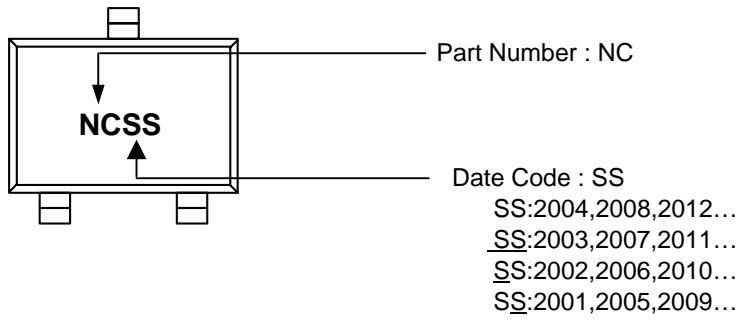 Part Number : NC
NCSS
Date Code : SS
SS:2004,2008,2012…
SS:2003,2007,2011…
SS:2002,2006,2010…
SS:2001,2005,2009…